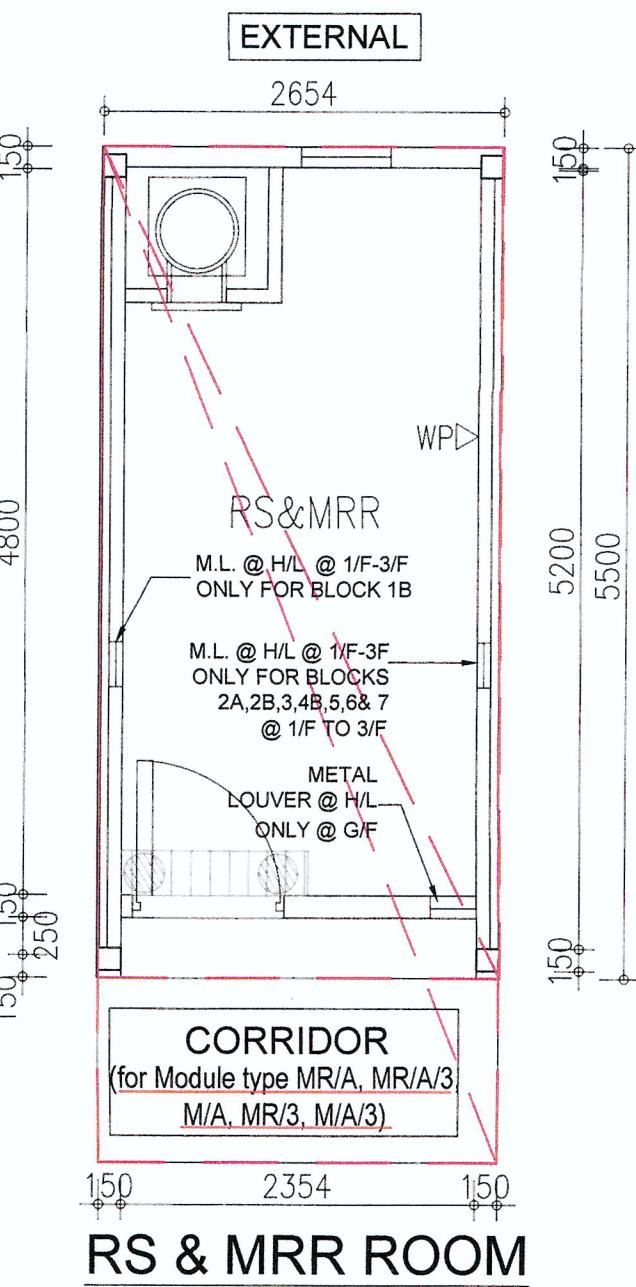 EXTERNAL
2654
150
150
WP
4800
RS&MRR
5200
5500
M.L. @ H/L @ 1/F-3/F
ONLY FOR BLOCK 1B
M.L. @ H/L @ 1/F-3F
ONLY FOR BLOCKS
2A,2B,3,4B,5,6& 7
@ 1/F TO 3/F
METAL
LOUVER @ H/L
ONLY @ G/F
150
250
150
150
CORRIDOR
(for Module type MR/A, MR/A/3
M/A, MR/3, M/A/3)
150 2354 150
RS & MRR ROOM